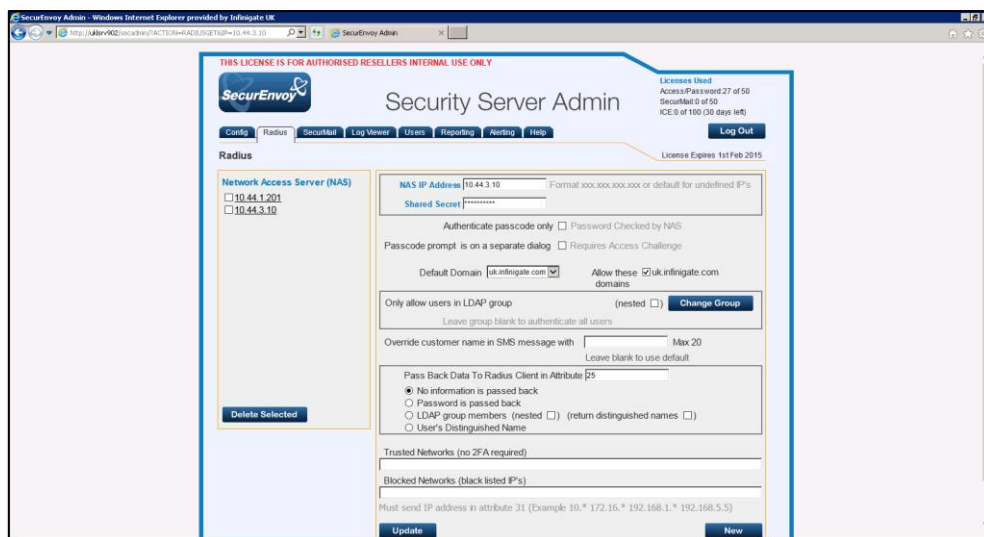 SecurEnvoy Admin - Windows Internet Explorer provided by Infinigate UK
http://uklsrv902/secadmin/?ACTION=RADIUSGET&IP=10.44.3.10
SecurEnvoy Admin
THIS LICENSE IS FOR AUTHORISED RESELLERS INTERNAL USE ONLY
SecurEnvoy
Security Server Admin
Licenses Used
Access/Password:27 of 50
SecurMail:0 of 50
ICE:0 of 100 (30 days left)
Config Radius SecurMail Log Viewer Users Reporting Alerting Help
Log Out
Radius
License Expires 1st Feb 2015
Network Access Server (NAS)
10.44.1.201
10.44.3.10
Delete Selected
NAS IP Address 10.44.3.10 Format xxx.xxx.xxx.xxx or default for undefined IP's
Shared Secret **********
Authenticate passcode only Password Checked by NAS
Passcode prompt is on a separate dialog Requires Access Challenge
Default Domain uk.infinigate.com Allow these domains uk.infinigate.com
Only allow users in LDAP group (nested ) Change Group
Leave group blank to authenticate all users
Override customer name in SMS message with Max 20
Leave blank to use default
Pass Back Data To Radius Client in Attribute 25
No information is passed back
Password is passed back
LDAP group members (nested ) (return distinguished names )
User's Distinguished Name
Trusted Networks (no 2FA required)
Blocked Networks (black listed IP's)
Must send IP address in attribute 31 (Example 10.* 172.16.* 192.168.1.* 192.168.5.5)
Update New